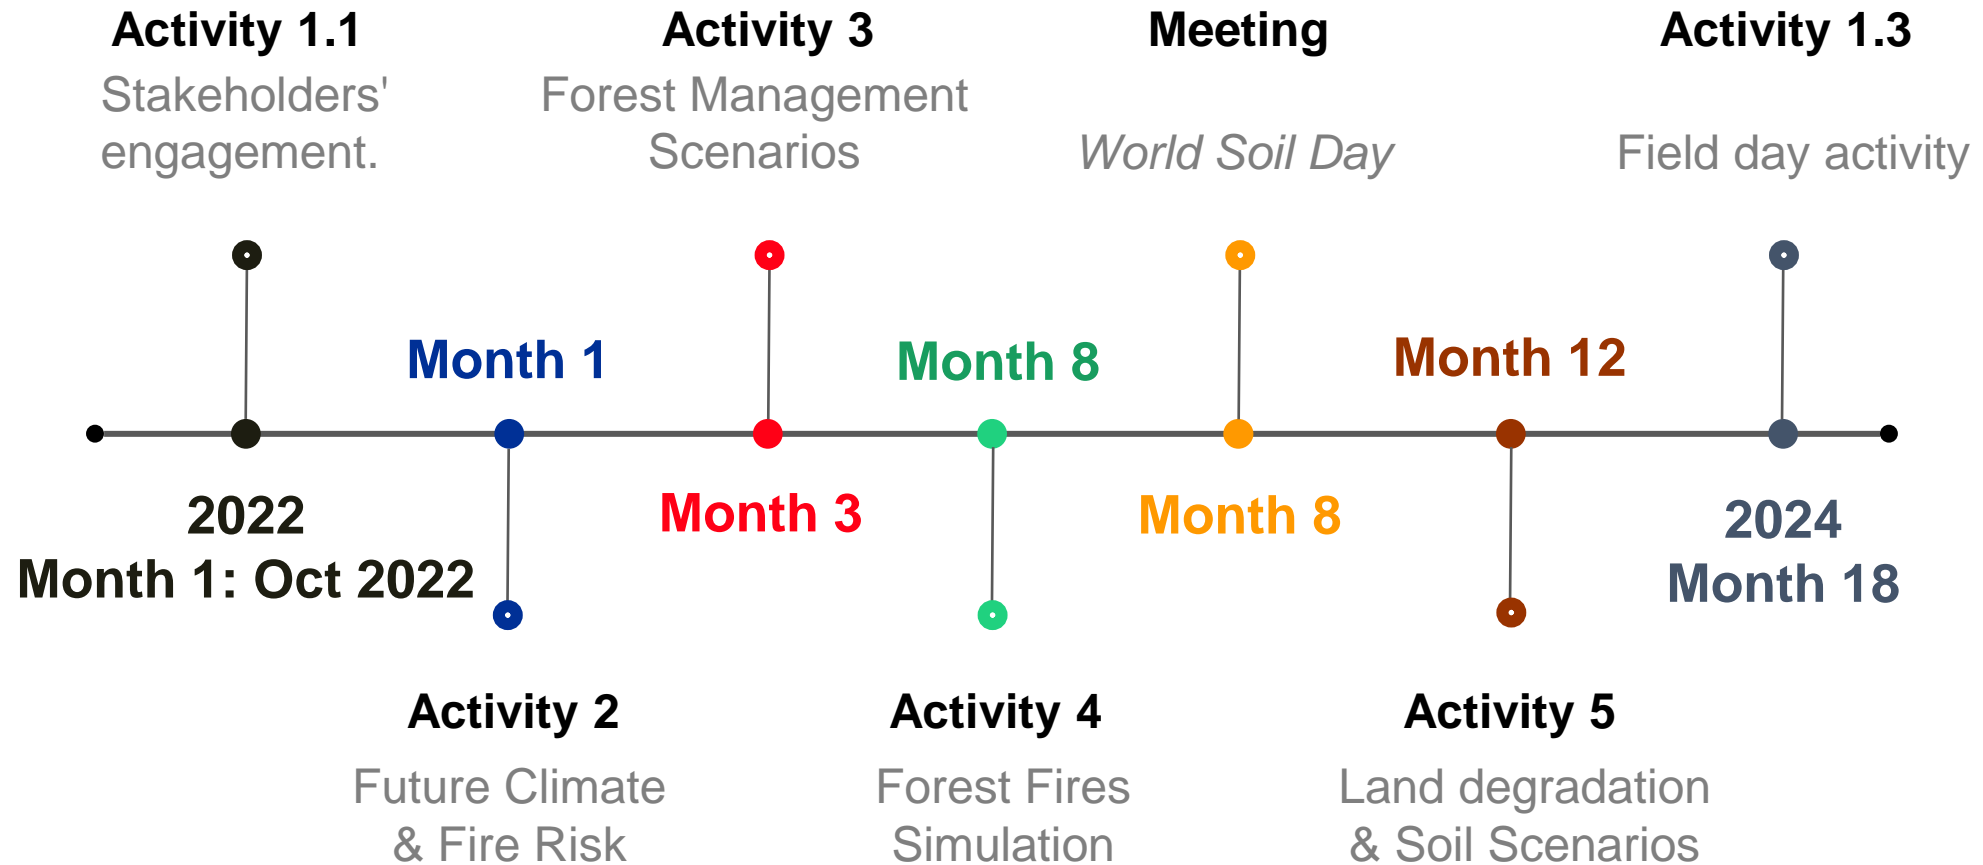 Activity 1.1
Stakeholders'
engagement.
Activity 3
Forest Management
Scenarios
Meeting
World Soil Day
Activity 1.3
Field day activity
Month 1
Month 8
Month 12
2022
Month 1: Oct 2022
Month 3
Month 8
2024
Month 18
Activity 2
Future Climate
& Fire Risk
Activity 4
Forest Fires
Simulation
Activity 5
Land degradation
& Soil Scenarios